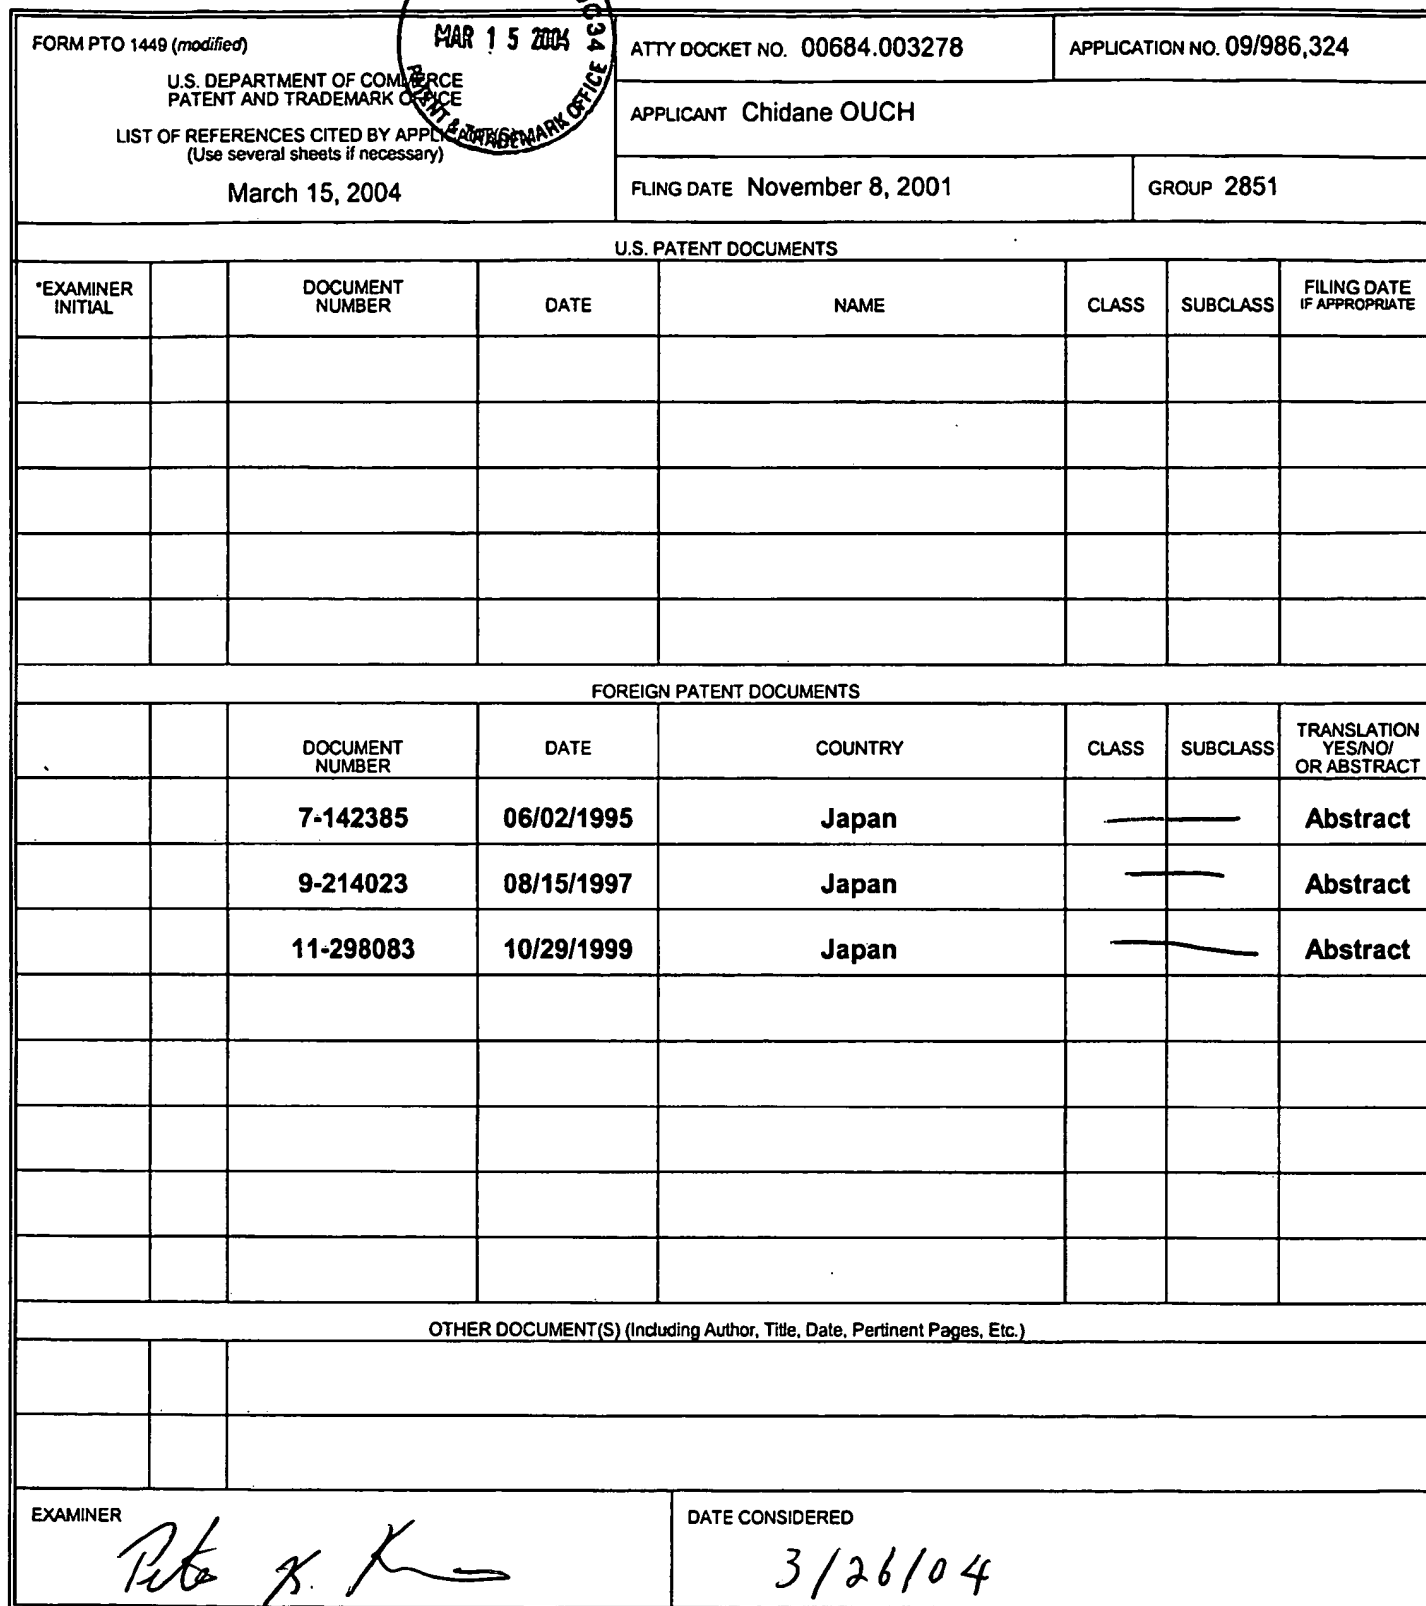 FORM PTO 1449 (modified)
U.S. DEPARTMENT OF COMMERCE
PATENT AND TRADEMARK OFFICE
LIST OF REFERENCES CITED BY APPLICANT(S)
(Use several sheets if necessary)
March 15, 2004
MAR 15 2004
PATENT & TRADEMARK OFFICE
ATTY DOCKET NO. 00684.003278
APPLICATION NO. 09/986,324
APPLICANT Chidane OUCH
FLING DATE November 8, 2001
GROUP 2851
U.S. PATENT DOCUMENTS
*EXAMINER INITIAL DOCUMENT NUMBER DATE NAME CLASS SUBCLASS FILING DATE IF APPROPRIATE
FOREIGN PATENT DOCUMENTS
DOCUMENT NUMBER DATE COUNTRY CLASS SUBCLASS TRANSLATION YES/NO/ OR ABSTRACT
7-142385 06/02/1995 Japan Abstract
9-214023 08/15/1997 Japan Abstract
11-298083 10/29/1999 Japan Abstract
OTHER DOCUMENT(S) (Including Author, Title, Date, Pertinent Pages, Etc.)
EXAMINER
DATE CONSIDERED
3/26/04